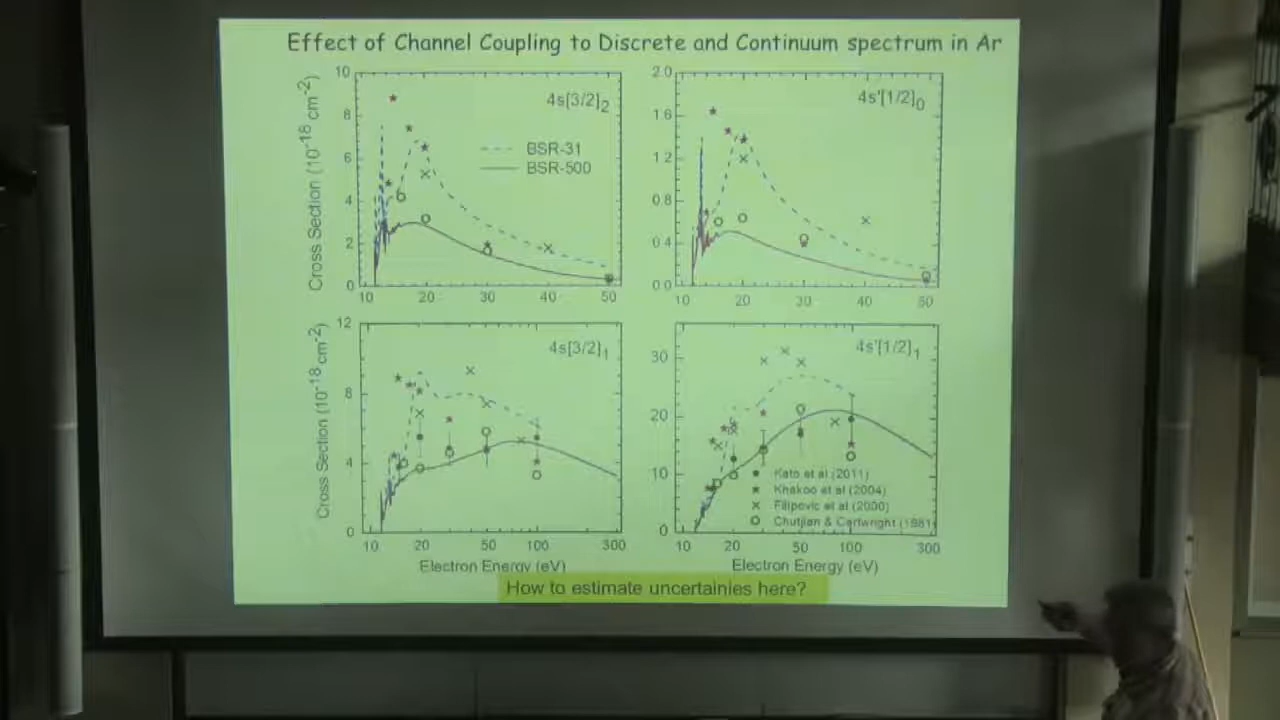 Effect of Channel Coupling to Discrete and Continuum spectrum in Ar
Cross Section (10-18 cm-2)
10
8
6
4
2
0
4s[3/2]2
BSR-31
BSR-500
10 20 30 40 50
2.0
1.6
1.2
0.8
0.4
0.0
4s'[1/2]0
10 20 30 40 50
Cross Section (10-18 cm-2)
12
8
4
0
4s[3/2]1
10 20 50 100 300
Electron Energy (eV)
30
20
10
0
4s'[1/2]1
Kato et al (2011)
Khakoo et al (2004)
Filipovic et al (2000)
Chutjian & Cartwright (1981)
10 20 50 100 300
Electron Energy (eV)
How to estimate uncertainies here?